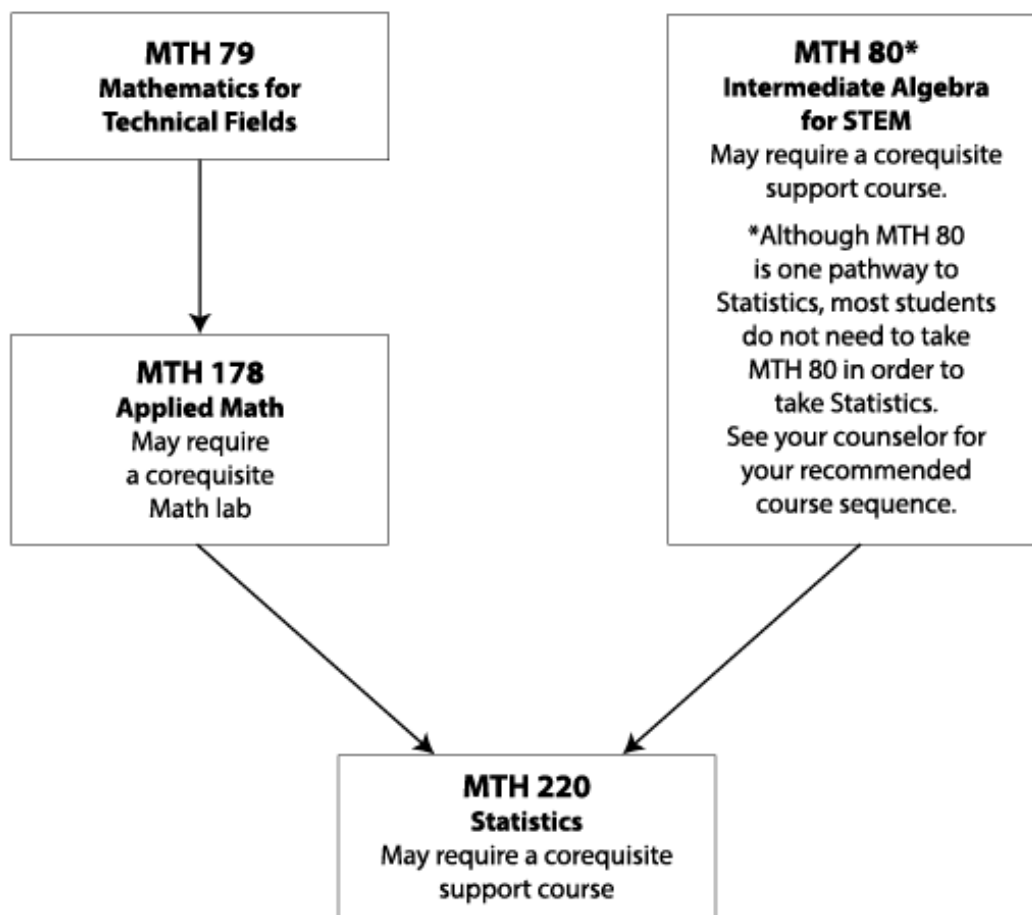 MTH 79
Mathematics for
Technical Fields
MTH 80*
Intermediate Algebra
for STEM
May require a corequisite
support course.
*Although MTH 80
is one pathway to
Statistics, most students
do not need to take
MTH 80 in order to
take Statistics.
See your counselor for
your recommended
course sequence.
MTH 178
Applied Math
May require
a corequisite
Math lab
MTH 220
Statistics
May require a corequisite
support course